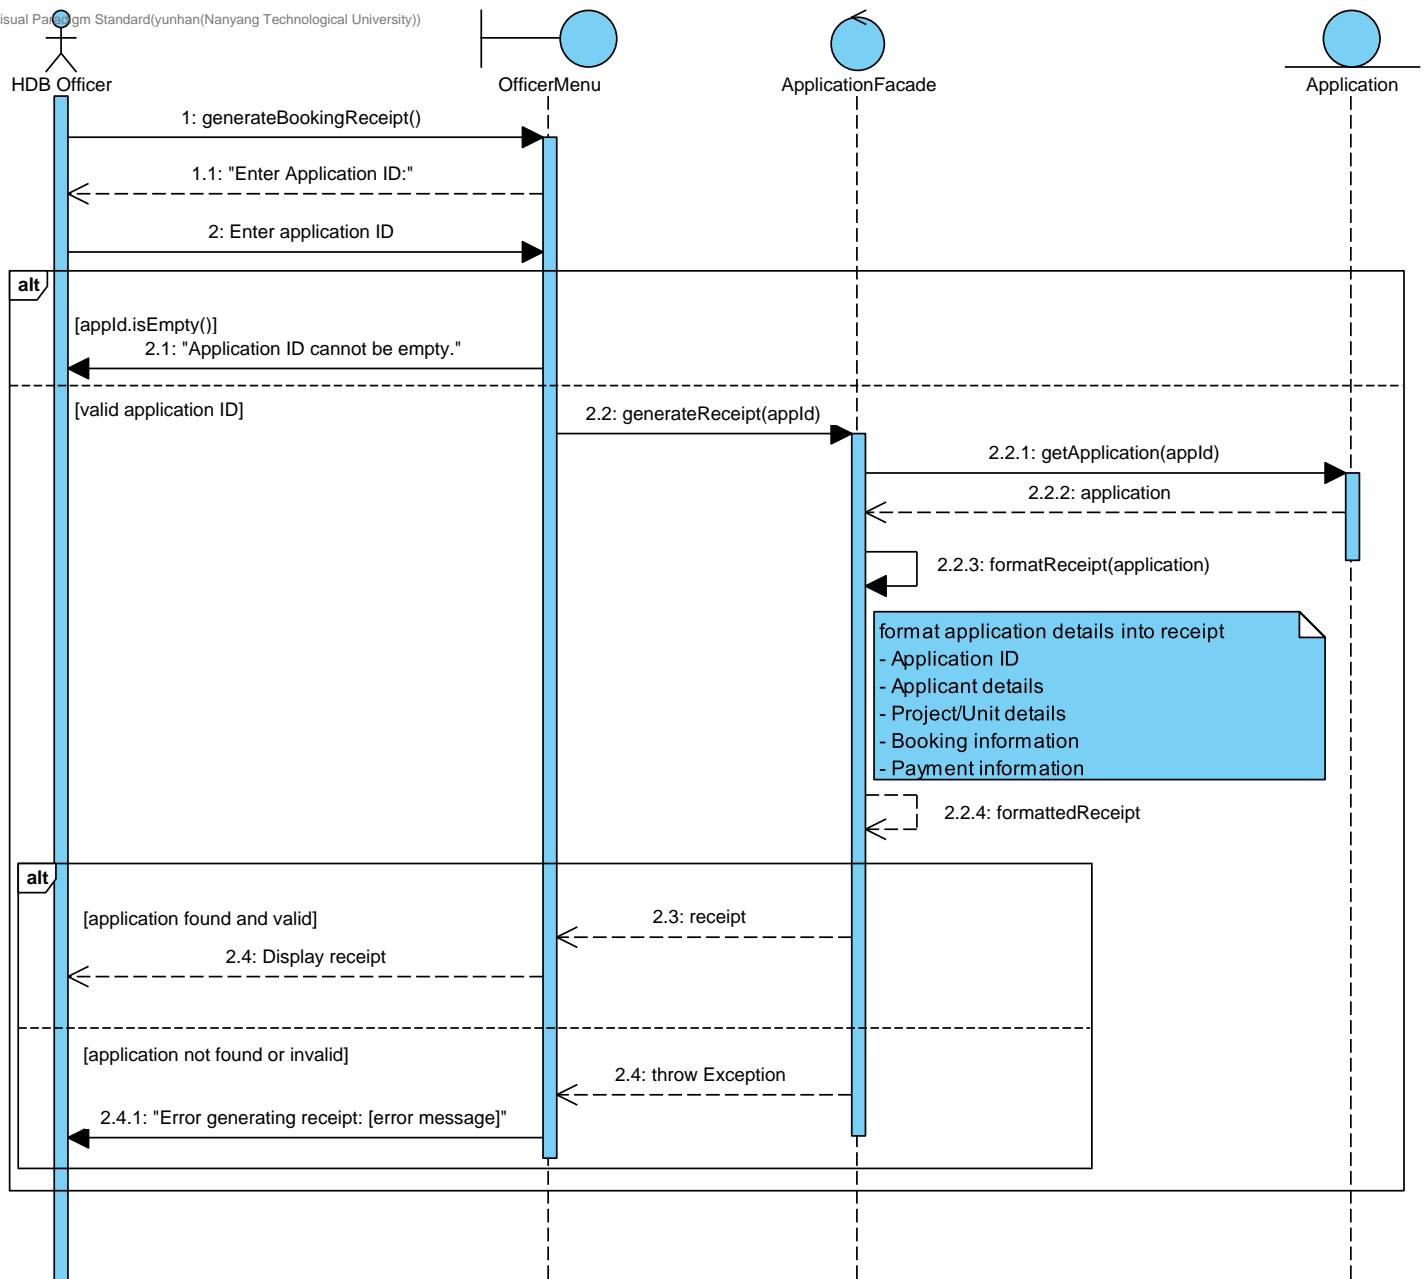 isual Paradigm Standard(yunhan(Nanyang Technological University))
HDB Officer
OfficerMenu
ApplicationFacade
Application
1: generateBookingReceipt()
1.1: "Enter Application ID:"
2: Enter application ID
alt
[appId.isEmpty()]
2.1: "Application ID cannot be empty."
[valid application ID]
2.2: generateReceipt(appId)
2.2.1: getApplication(appId)
2.2.2: application
2.2.3: formatReceipt(application)
format application details into receipt
- Application ID
- Applicant details
- Project/Unit details
- Booking information
- Payment information
2.2.4: formattedReceipt
alt
[application found and valid]
2.3: receipt
2.4: Display receipt
[application not found or invalid]
2.4: throw Exception
2.4.1: "Error generating receipt: [error message]"